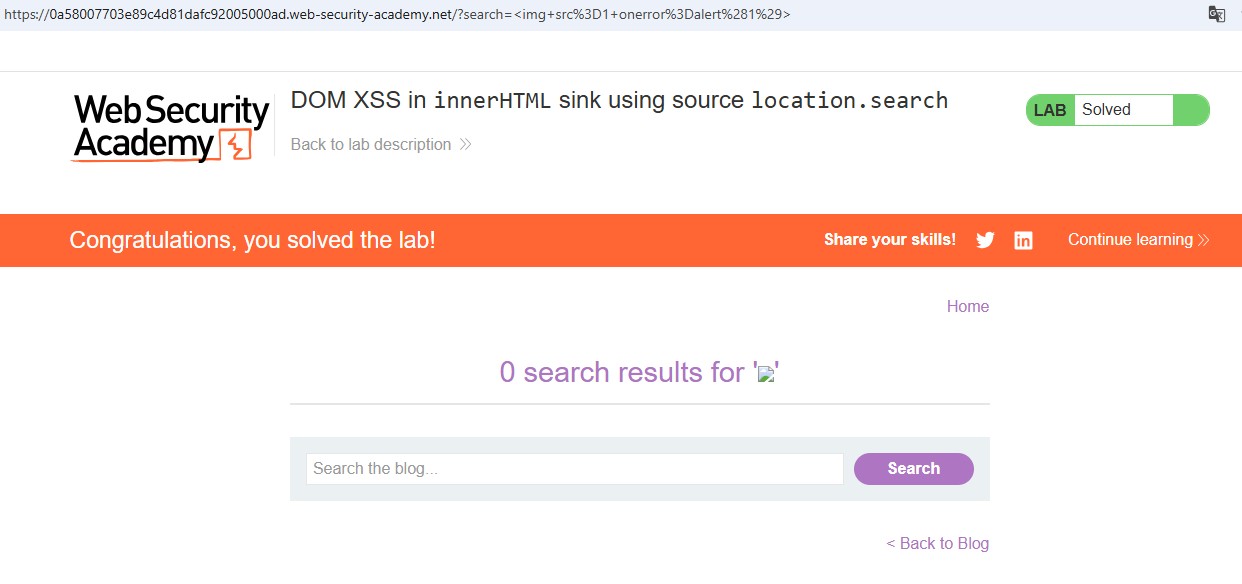 https://0a58007703e89c4d81dafc92005000ad.web-security-academy.net/?search=<img+src%3D1+onerror%3Dalert%281%29>
Web Security
Academy
DOM XSS in innerHTML sink using source location.search
Back to lab description
LAB Solved
Congratulations, you solved the lab!
Share your skills!
Continue learning
Home
0 search results for ''
Search the blog...
Search
< Back to Blog